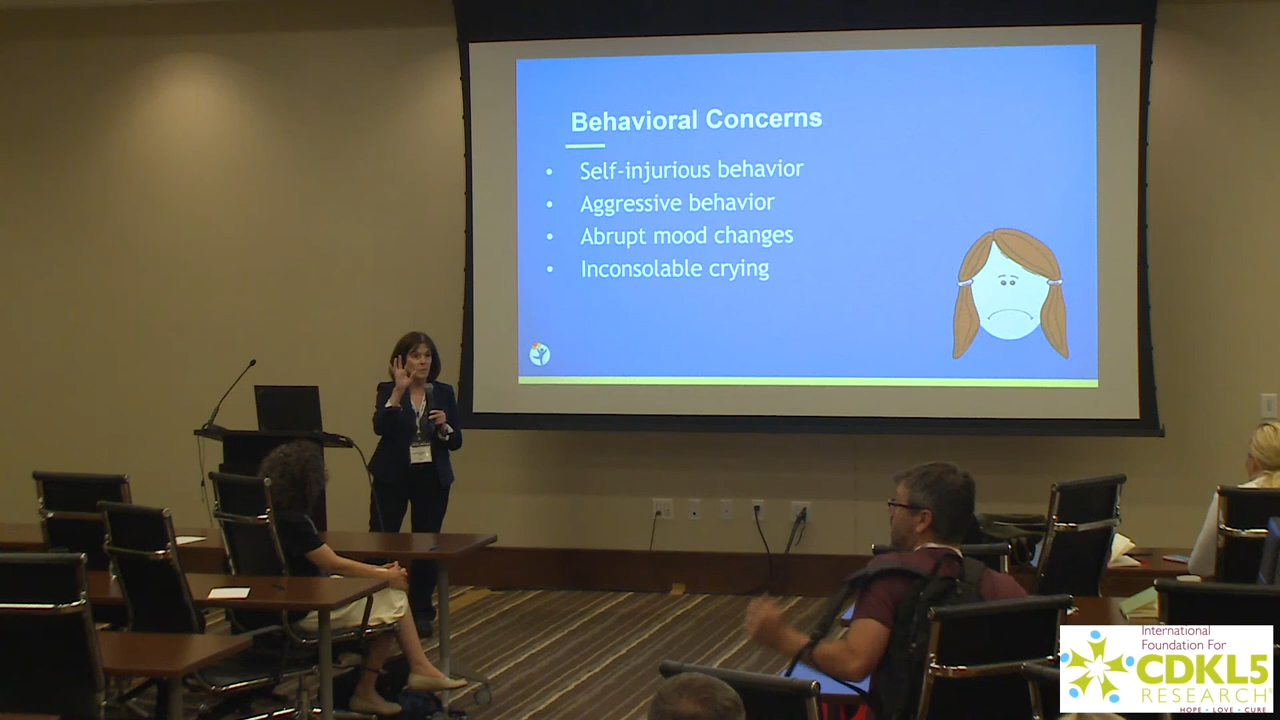 Behavioral Concerns
• Self-injurious behavior
• Aggressive behavior
• Abrupt mood changes
• Inconsolable crying
International
Foundation For
CDKL5
RESEARCH
HOPE • LOVE • CURE